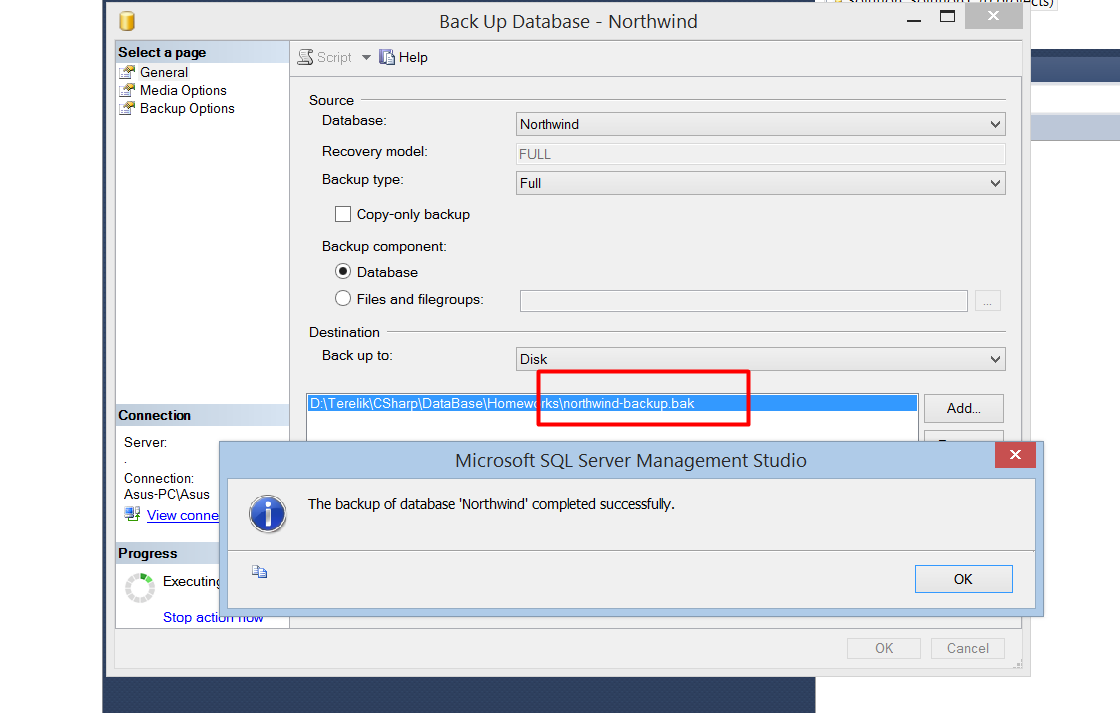 Back Up Database - Northwind
Select a page
General
Media Options
Backup Options
Script
Help
Source
Database:
Northwind
Recovery model:
FULL
Backup type:
Full
Copy-only backup
Backup component:
Database
Files and filegroups:
...
Destination
Back up to:
Disk
D:\Terelik\CSharp\DataBase\Homeworks\northwind-backup.bak
Add...
Connection
Server:
.
Connection:
Asus-PC\Asus
View conne
Progress
Executing
Stop action now
Microsoft SQL Server Management Studio
The backup of database 'Northwind' completed successfully.
OK
OK
Cancel